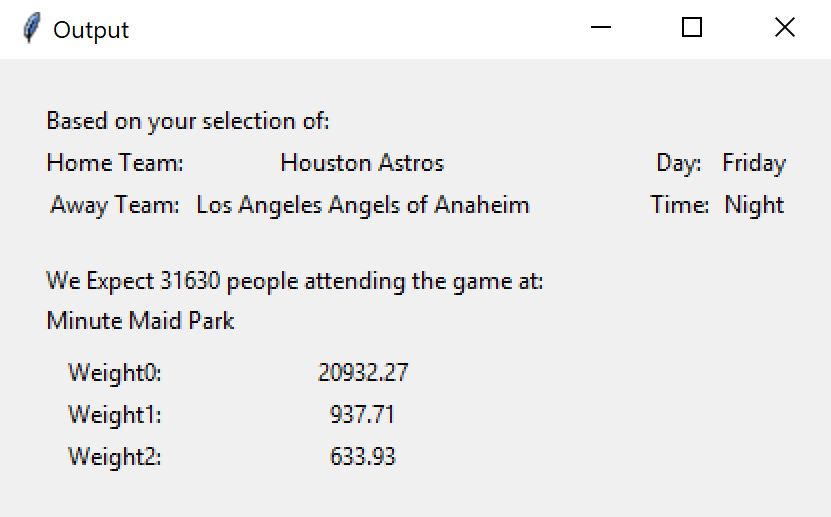 Output
Based on your selection of:
Home Team: Houston Astros Day: Friday
Away Team: Los Angeles Angels of Anaheim Time: Night
We Expect 31630 people attending the game at:
Minute Maid Park
Weight0: 20932.27
Weight1: 937.71
Weight2: 633.93